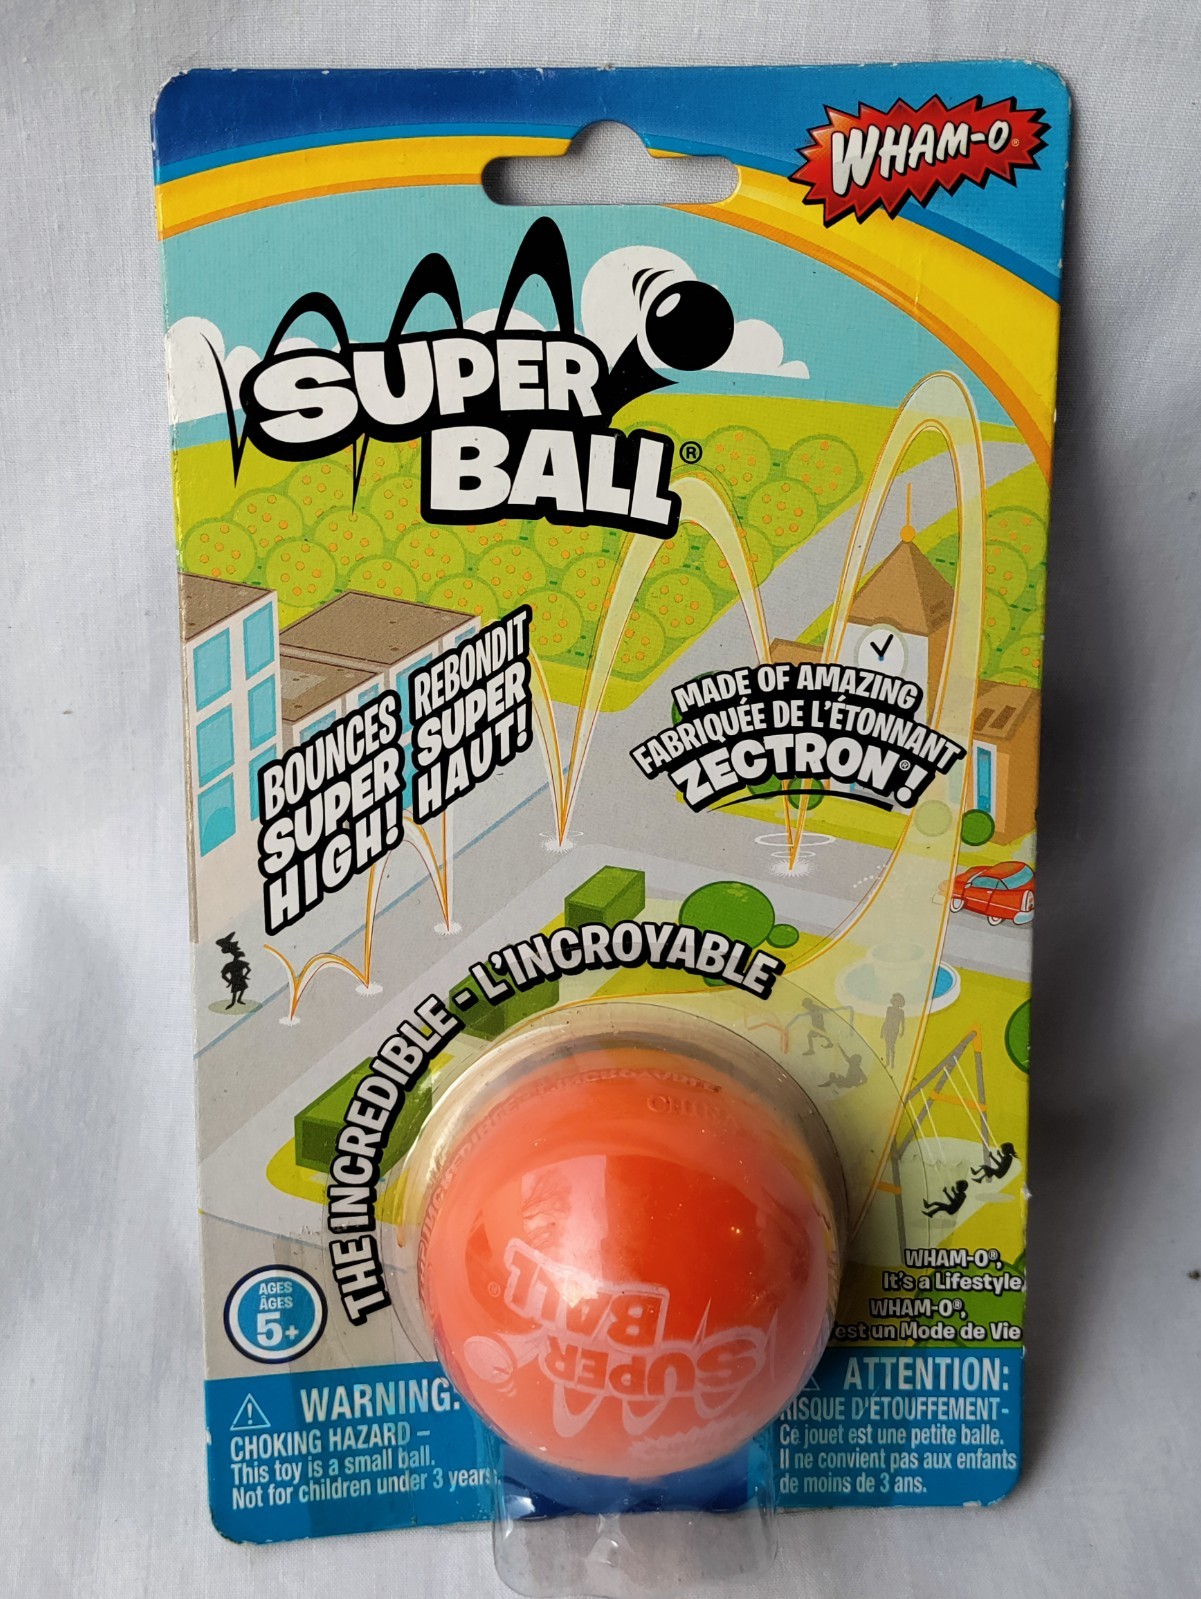 WHAM-O®
SUPER
BALL®
BOUNCES
SUPER
HIGH!
REBONDIT
SUPER
HAUT!
MADE OF AMAZING
FABRIQUÉE DE L'ÉTONNANT
ZECTRON®!
THE INCREDIBLE - L'INCROYABLE
SUPER
BALL®
WHAM-O®,
It's a Lifestyle
WHAM-O®,
est un Mode de Vie
AGES
ÂGES
5+
WARNING:
CHOKING HAZARD –
This toy is a small ball.
Not for children under 3 years
ATTENTION:
RISQUE D'ÉTOUFFEMENT-
Ce jouet est une petite balle.
Il ne convient pas aux enfants
de moins de 3 ans.